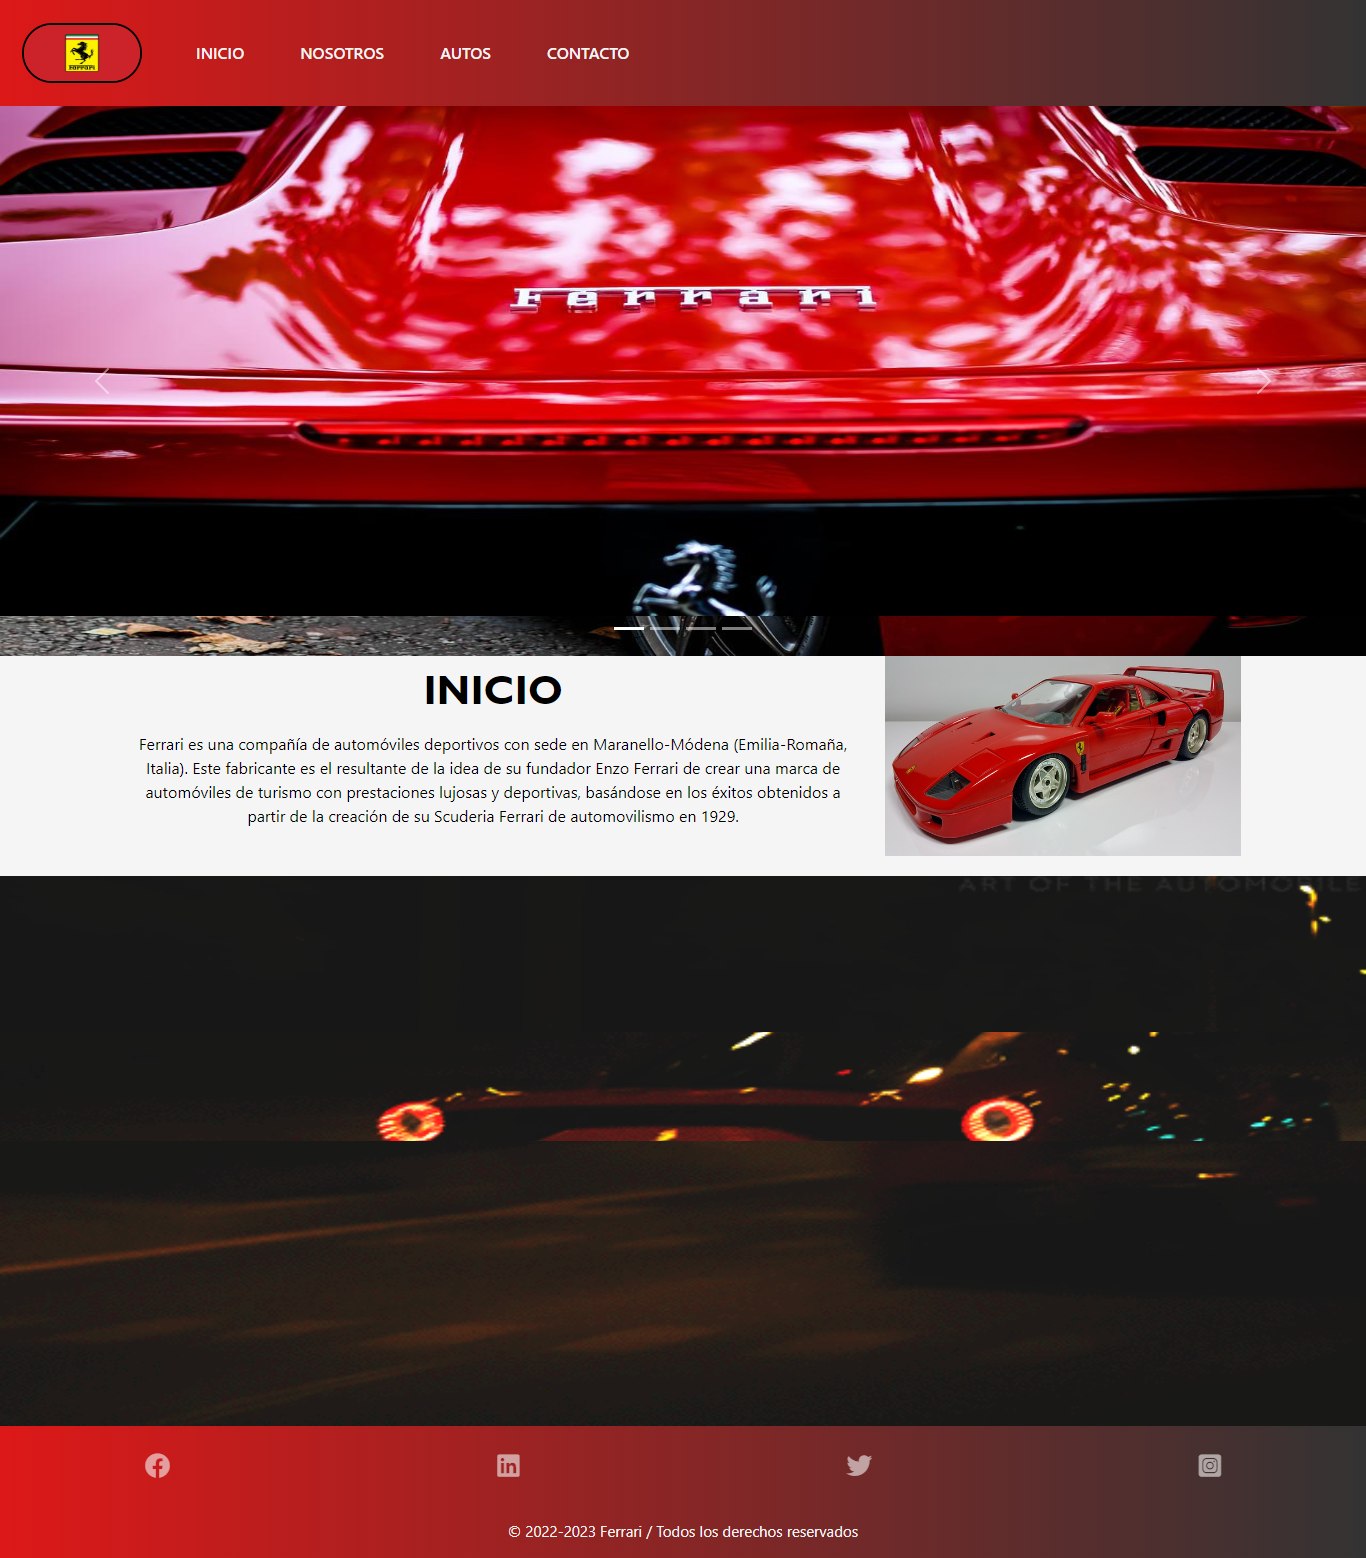 Ferrari
INICIO
NOSOTROS
AUTOS
CONTACTO
Ferrari
INICIO
Ferrari es una compañía de automóviles deportivos con sede en Maranello-Módena (Emilia-Romaña,
Italia). Este fabricante es el resultante de la idea de su fundador Enzo Ferrari de crear una marca de
automóviles de turismo con prestaciones lujosas y deportivas, basándose en los éxitos obtenidos a
partir de la creación de su Scuderia Ferrari de automovilismo en 1929.
ART OF THE AUTOMOBILE
© 2022-2023 Ferrari / Todos los derechos reservados